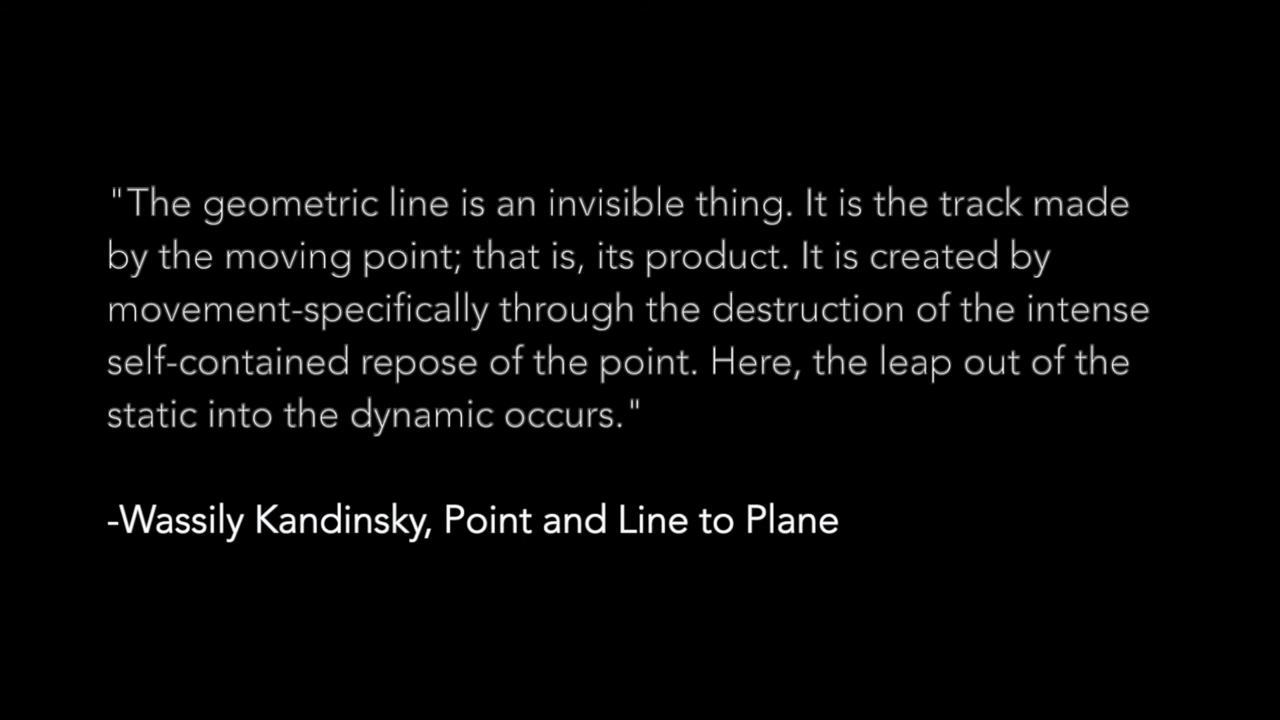 "The geometric line is an invisible thing. It is the track made
by the moving point; that is, its product. It is created by
movement-specifically through the destruction of the intense
self-contained repose of the point. Here, the leap out of the
static into the dynamic occurs."
-Wassily Kandinsky, Point and Line to Plane